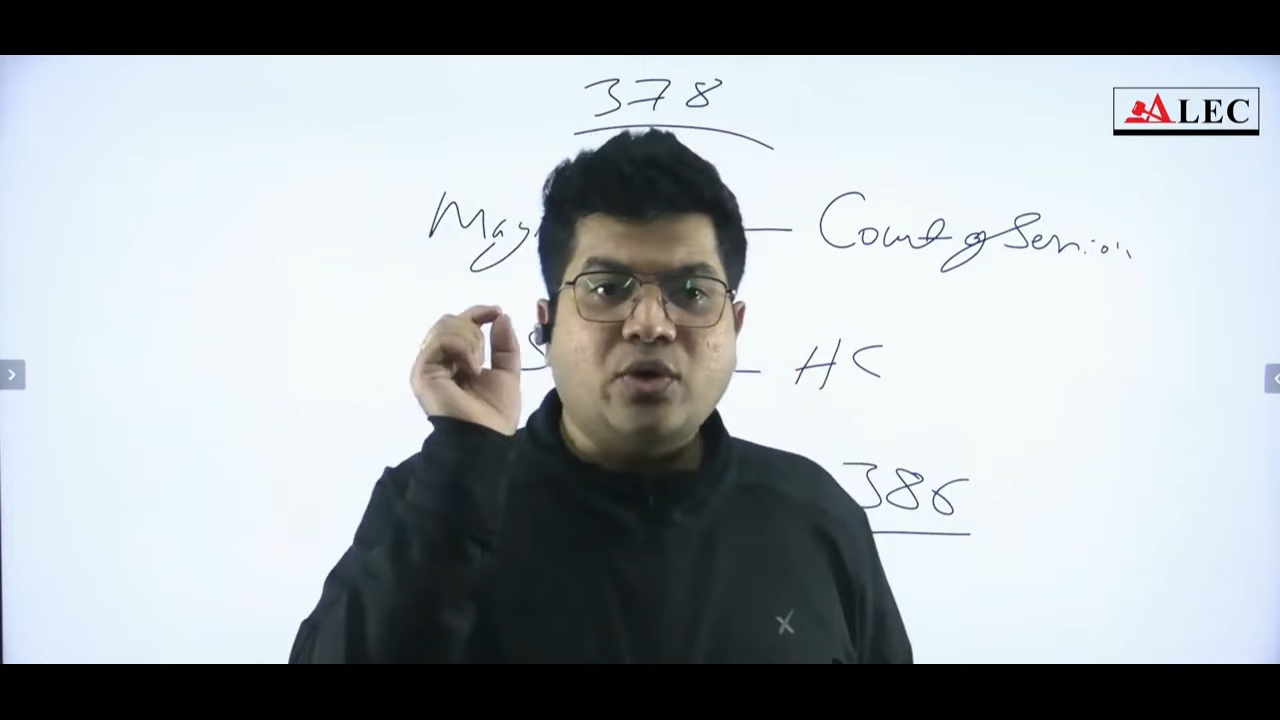 378
ALEC
Mag — Court of Session
— HC
386